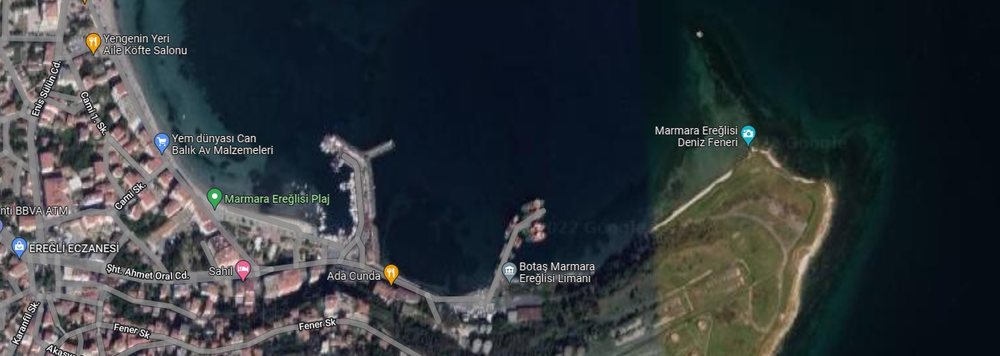 Yengenin Yeri
Aile Köfte Salonu
Enis Sülün Cd.
Cami 1. Sk.
Marmara Ereğlisi
Deniz Feneri
Yem dünyası Can
Balık Av Malzemeleri
Cami Sk.
Marmara Ereğlisi Plaj
nti BBVA ATM
2022 Google
EREĞLİ ECZANESİ
Şht. Ahmet Oral Cd.
Sahil
Ada Cunda
Botaş Marmara
Ereğlisi Limanı
Karanfil Sk.
Fener Sk
Fener Sk
Google